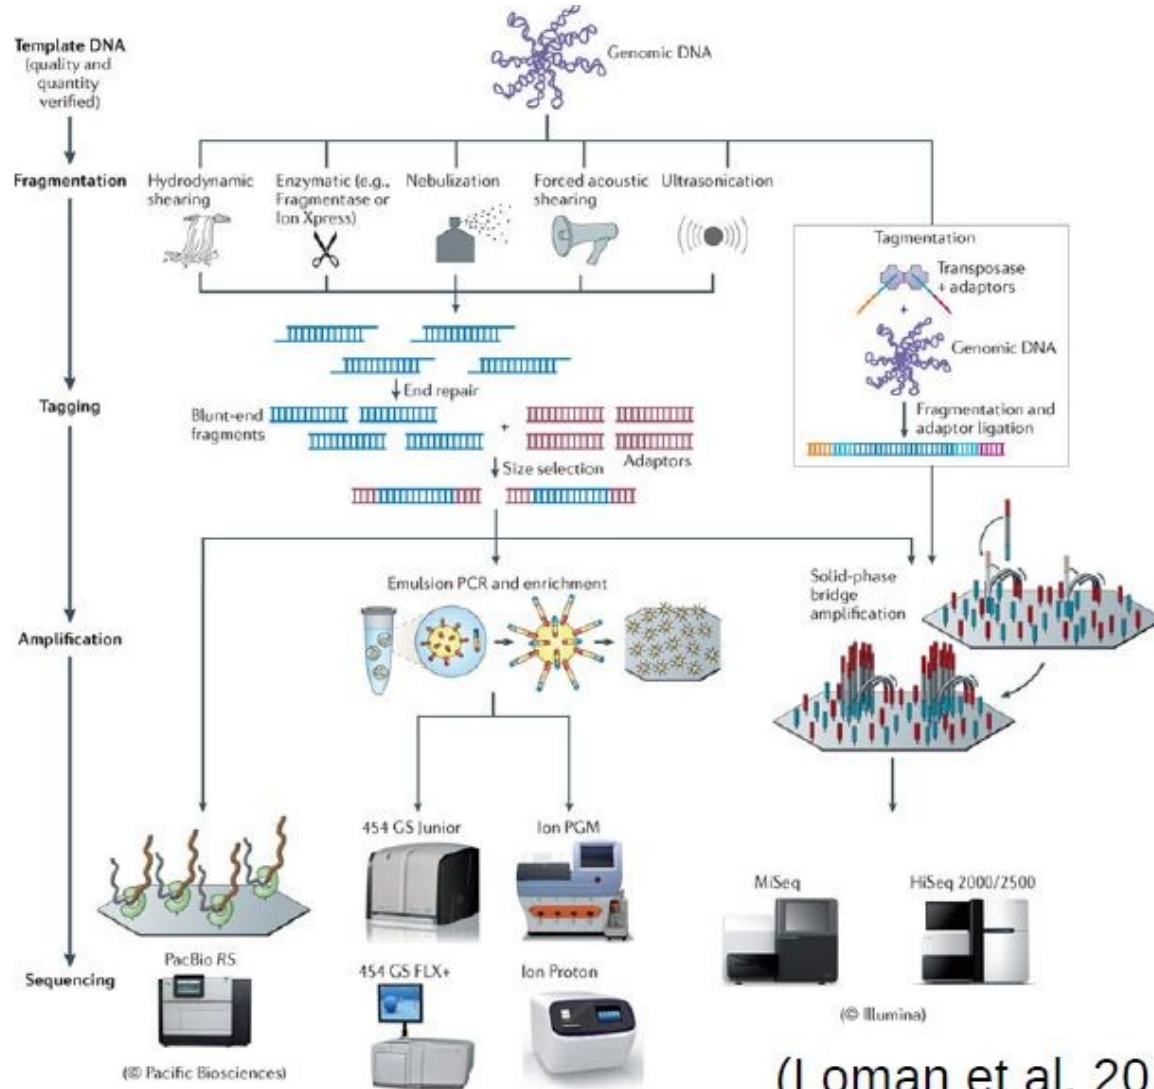 Template DNA
(quality and
quantity
verified)
Genomic DNA
Fragmentation
Hydrodynamic
shearing
Enzymatic (e.g.,
Fragmentase or
Ion Xpress)
Nebulization
Forced acoustic
shearing
Ultrasonication
Tagmentation
Transposase
+ adaptors
+
Genomic DNA
Fragmentation and
adaptor ligation
End repair
Tagging
Blunt-end
fragments
+
Adaptors
Size selection
Emulsion PCR and enrichment
Solid-phase
bridge
amplification
Amplification
454 GS Junior
Ion PGM
MiSeq
HiSeq 2000/2500
Sequencing
PacBio RS
454 GS FLX+
Ion Proton
(© Illumina)
(© Pacific Biosciences)
(Loman et al. 20